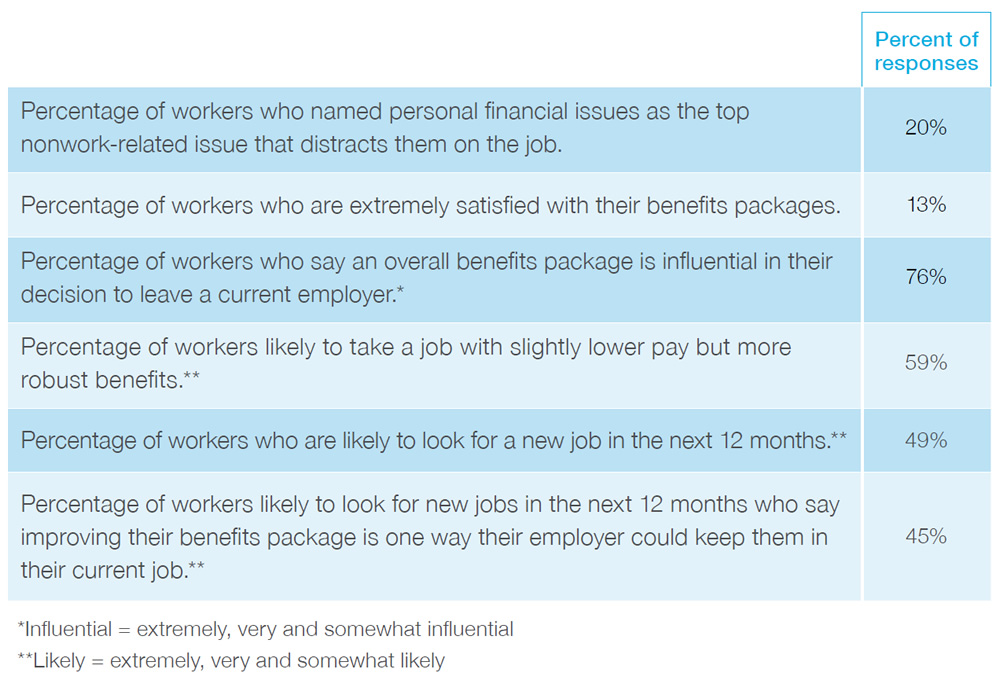 Percent of
responses
Percentage of workers who named personal financial issues as the top
nonwork-related issue that distracts them on the job.
20%
Percentage of workers who are extremely satisfied with their benefits packages.
13%
Percentage of workers who say an overall benefits package is influential in their
decision to leave a current employer.*
76%
Percentage of workers likely to take a job with slightly lower pay but more
robust benefits.**
59%
Percentage of workers who are likely to look for a new job in the next 12 months.**
49%
Percentage of workers likely to look for new jobs in the next 12 months who say
improving their benefits package is one way their employer could keep them in
their current job.**
45%
*Influential = extremely, very and somewhat influential
**Likely = extremely, very and somewhat likely